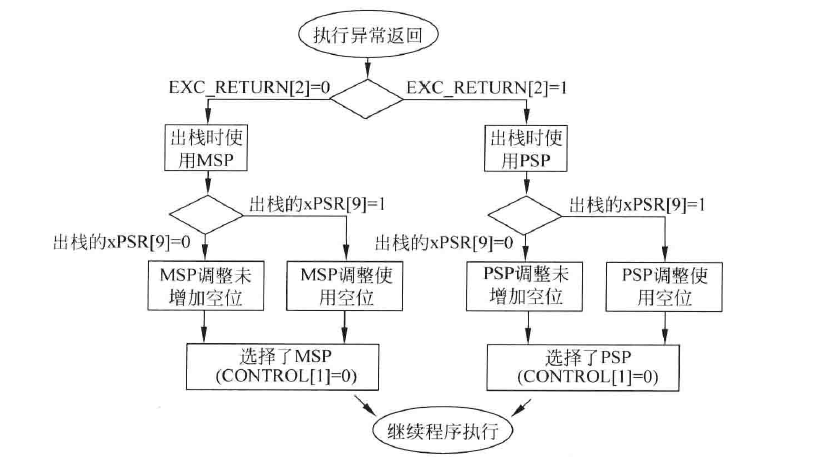 执行异常返回
EXC_RETURN[2]=0
EXC_RETURN[2]=1
出栈时使
用MSP
出栈时使
用PSP
出栈的xPSR[9]=1
出栈的xPSR[9]=1
出栈的xPSR[9]=0
出栈的xPSR[9]=0
MSP调整未
增加空位
MSP调整使
用空位
PSP调整未
增加空位
PSP调整使
用空位
选择了MSP
(CONTROL[1]=0)
选择了PSP
(CONTROL[1]=0)
继续程序执行